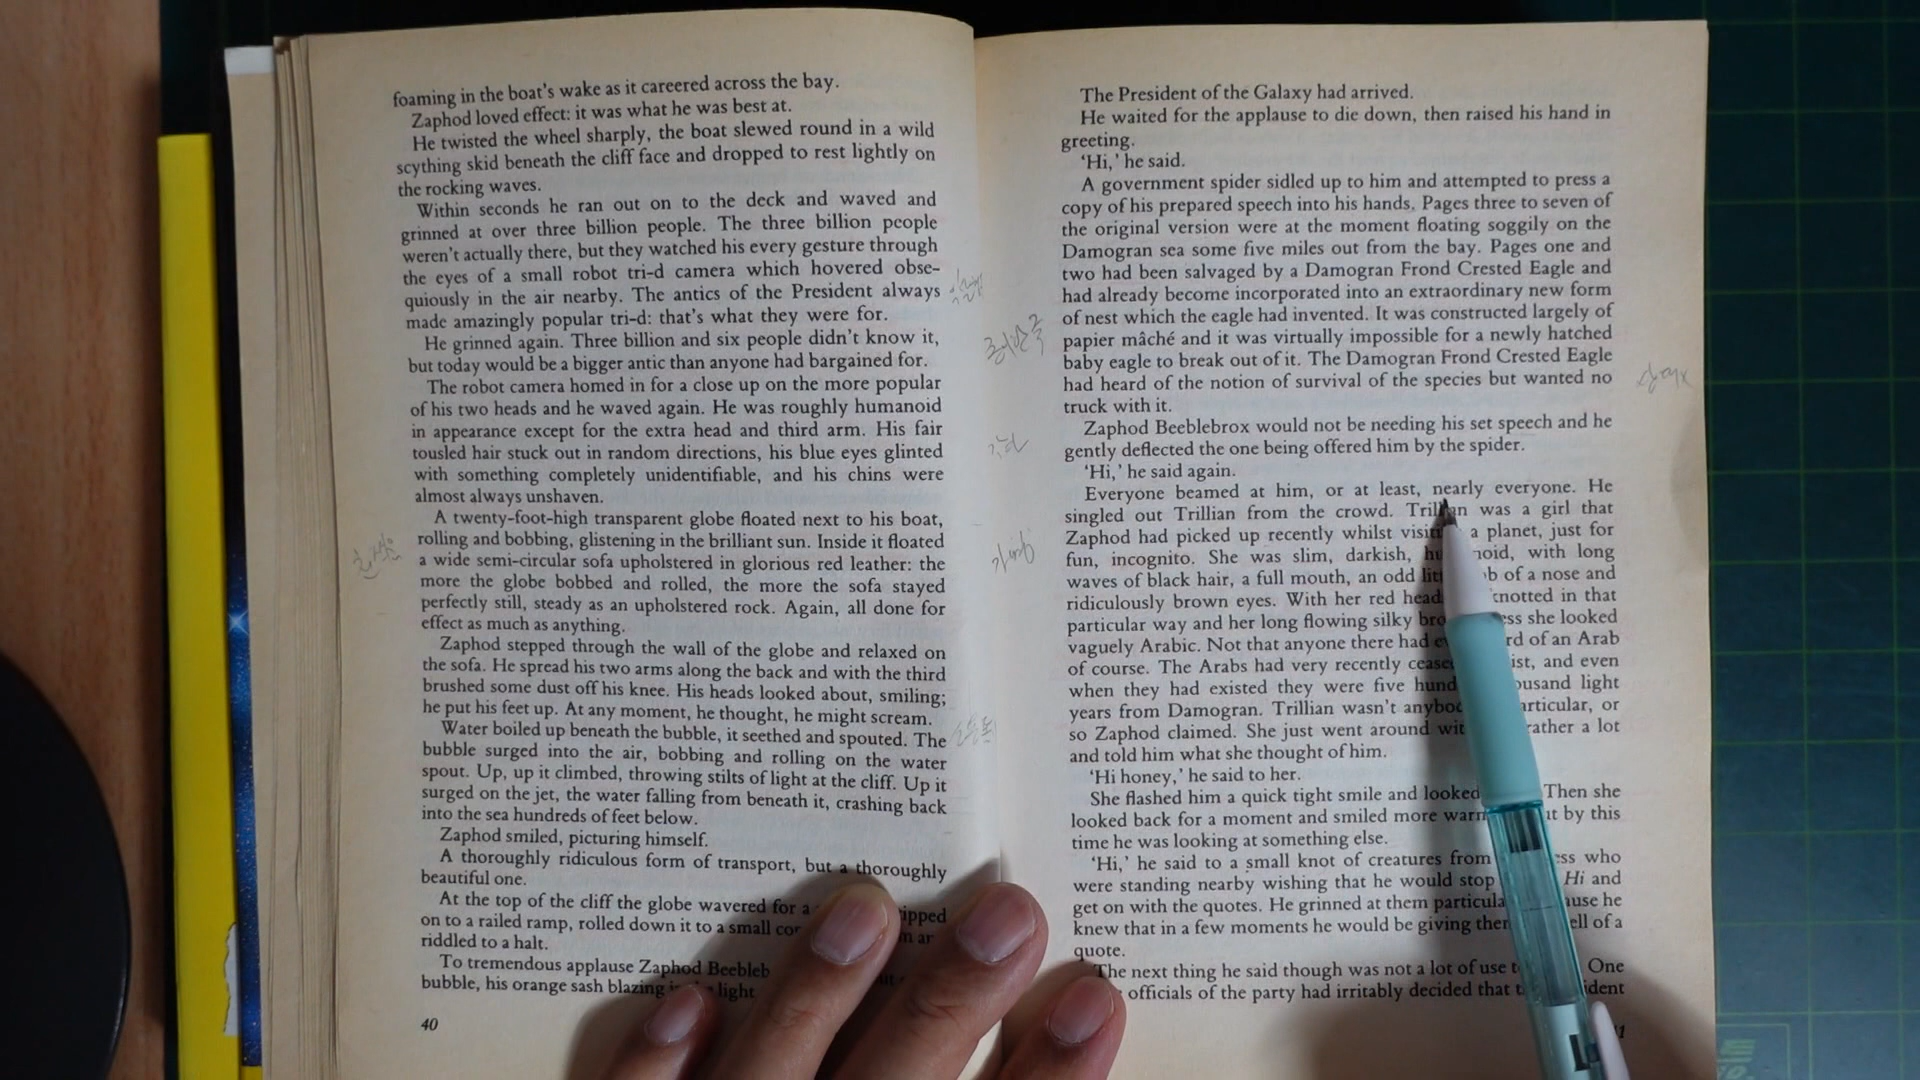 foaming in the boat's wake as it careered across the bay.
Zaphod loved effect: it was what he was best at.
He twisted the wheel sharply, the boat slewed round in a wild
scything skid beneath the cliff face and dropped to rest lightly on
the rocking waves.
Within seconds he ran out on to the deck and waved and
grinned at over three billion people. The three billion people
weren't actually there, but they watched his every gesture through
the eyes of a small robot tri-d camera which hovered obse-
quiously in the air nearby. The antics of the President always
made amazingly popular tri-d: that's what they were for.
He grinned again. Three billion and six people didn't know it,
but today would be a bigger antic than anyone had bargained for.
The robot camera homed in for a close up on the more popular
of his two heads and he waved again. He was roughly humanoid
in appearance except for the extra head and third arm. His fair
tousled hair stuck out in random directions, his blue eyes glinted
with something completely unidentifiable, and his chins were
almost always unshaven.
A twenty-foot-high transparent globe floated next to his boat,
rolling and bobbing, glistening in the brilliant sun. Inside it floated
a wide semi-circular sofa upholstered in glorious red leather: the
more the globe bobbed and rolled, the more the sofa stayed
perfectly still, steady as an upholstered rock. Again, all done for
effect as much as anything.
Zaphod stepped through the wall of the globe and relaxed on
the sofa. He spread his two arms along the back and with the third
brushed some dust off his knee. His heads looked about, smiling;
he put his feet up. At any moment, he thought, he might scream.
Water boiled up beneath the bubble, it seethed and spouted. The
bubble surged into the air, bobbing and rolling on the water
spout. Up, up it climbed, throwing stilts of light at the cliff. Up it
surged on the jet, the water falling from beneath it, crashing back
into the sea hundreds of feet below.
Zaphod smiled, picturing himself.
A thoroughly ridiculous form of transport, but a thoroughly
beautiful one.
At the top of the cliff the globe wavered for a
on to a railed ramp, rolled down it to a small
riddled to a halt.
To tremendous applause Zaphod
bubble, his orange sash blazing light
40
The President of the Galaxy had arrived.
He waited for the applause to die down, then raised his hand in
greeting.
'Hi,' he said.
A government spider sidled up to him and attempted to press a
copy of his prepared speech into his hands. Pages three to seven of
the original version were at the moment floating soggily on the
Damogran sea some five miles out from the bay. Pages one and
two had been salvaged by a Damogran Frond Crested Eagle and
had already become incorporated into an extraordinary new form
of nest which the eagle had invented. It was constructed largely of
papier mâché and it was virtually impossible for a newly hatched
baby eagle to break out of it. The Damogran Frond Crested Eagle
had heard of the notion of survival of the species but wanted no
truck with it.
Zaphod Beeblebrox would not be needing his set speech and he
gently deflected the one being offered him by the spider.
'Hi,' he said again.
Everyone beamed at him, or at least, nearly everyone. He
singled out Trillian from the crowd. Trillian was a girl that
Zaphod had picked up recently whilst a planet, just for
fun, incognito. She was slim, darkish, with long
waves of black hair, a full mouth, an odd of a nose and
ridiculously brown eyes. With her red knotted in that
particular way and her long flowing silky she looked
vaguely Arabic. Not that anyone there had of an Arab
of course. The Arabs had very recently and even
when they had existed they were five light
years from Damogran. Trillian wasn't or
so Zaphod claimed. She just went around rather a lot
and told him what she thought of him.
'Hi honey,' he said to her.
She flashed him a quick tight smile and looked Then she
looked back for a moment and smiled more by this
time he was looking at something else.
'Hi,' he said to a small knot of creatures from who
were standing nearby wishing that he would stop Hi and
get on with the quotes. He grinned at them he
knew that in a few moments he would be giving of a
quote.
The next thing he said though was not a lot of use One
officials of the party had irritably decided that